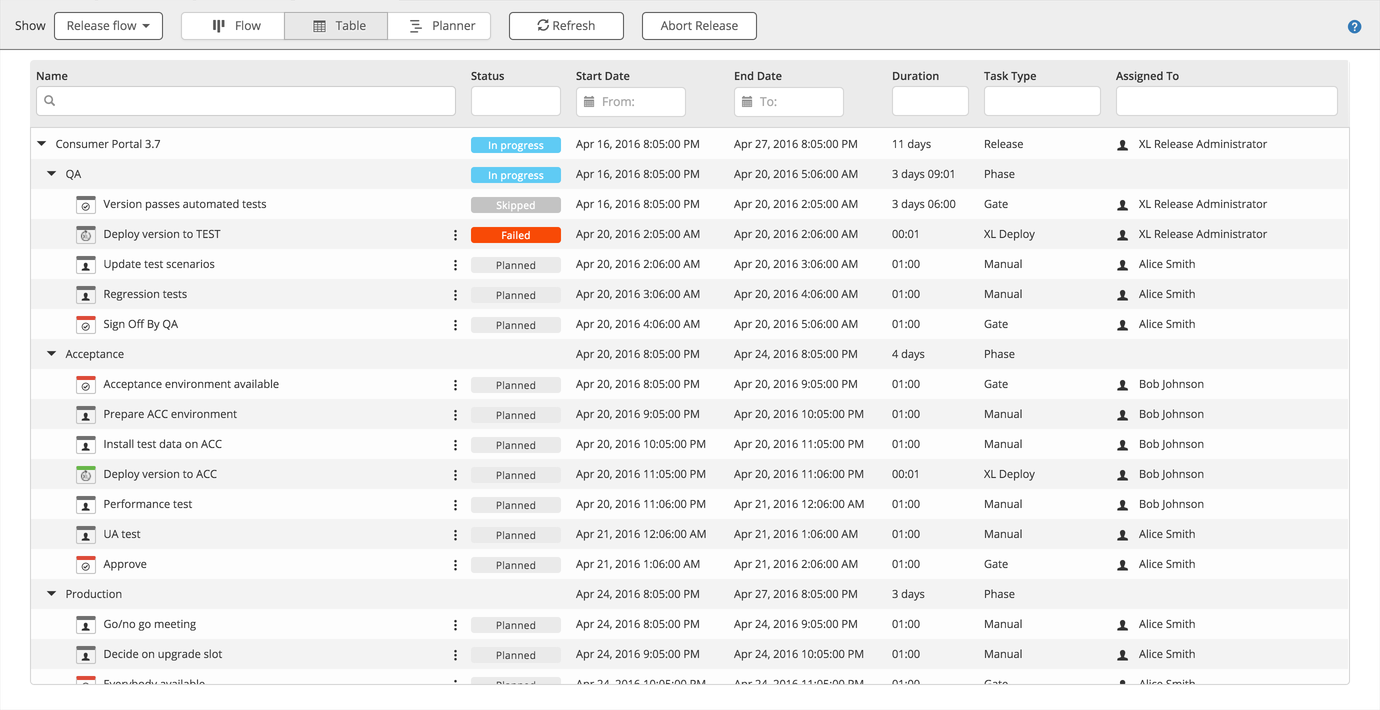 Show Release flow Flow Table Planner Refresh Abort Release ?
Name Status Start Date End Date Duration Task Type Assigned To
From: To:
Consumer Portal 3.7 In progress Apr 16, 2016 8:05:00 PM Apr 27, 2016 8:05:00 PM 11 days Release XL Release Administrator
QA In progress Apr 16, 2016 8:05:00 PM Apr 20, 2016 5:06:00 AM 3 days 09:01 Phase
Version passes automated tests Skipped Apr 16, 2016 8:05:00 PM Apr 20, 2016 2:05:00 AM 3 days 06:00 Gate XL Release Administrator
Deploy version to TEST Failed Apr 20, 2016 2:05:00 AM Apr 20, 2016 2:06:00 AM 00:01 XL Deploy XL Release Administrator
Update test scenarios Planned Apr 20, 2016 2:06:00 AM Apr 20, 2016 3:06:00 AM 01:00 Manual Alice Smith
Regression tests Planned Apr 20, 2016 3:06:00 AM Apr 20, 2016 4:06:00 AM 01:00 Manual Alice Smith
Sign Off By QA Planned Apr 20, 2016 4:06:00 AM Apr 20, 2016 5:06:00 AM 01:00 Gate Alice Smith
Acceptance Apr 20, 2016 8:05:00 PM Apr 24, 2016 8:05:00 PM 4 days Phase
Acceptance environment available Planned Apr 20, 2016 8:05:00 PM Apr 20, 2016 9:05:00 PM 01:00 Gate Bob Johnson
Prepare ACC environment Planned Apr 20, 2016 9:05:00 PM Apr 20, 2016 10:05:00 PM 01:00 Manual Bob Johnson
Install test data on ACC Planned Apr 20, 2016 10:05:00 PM Apr 20, 2016 11:05:00 PM 01:00 Manual Bob Johnson
Deploy version to ACC Planned Apr 20, 2016 11:05:00 PM Apr 20, 2016 11:06:00 PM 00:01 XL Deploy Bob Johnson
Performance test Planned Apr 20, 2016 11:06:00 PM Apr 21, 2016 12:06:00 AM 01:00 Manual Bob Johnson
UA test Planned Apr 21, 2016 12:06:00 AM Apr 21, 2016 1:06:00 AM 01:00 Manual Alice Smith
Approve Planned Apr 21, 2016 1:06:00 AM Apr 21, 2016 2:06:00 AM 01:00 Gate Alice Smith
Production Apr 24, 2016 8:05:00 PM Apr 27, 2016 8:05:00 PM 3 days Phase
Go/no go meeting Planned Apr 24, 2016 8:05:00 PM Apr 24, 2016 9:05:00 PM 01:00 Manual Alice Smith
Decide on upgrade slot Planned Apr 24, 2016 9:05:00 PM Apr 24, 2016 10:05:00 PM 01:00 Manual Alice Smith
Everybody available Planned Apr 24, 2016 10:05:00 PM Apr 24, 2016 11:05:00 PM 01:00 Gate Alice Smith